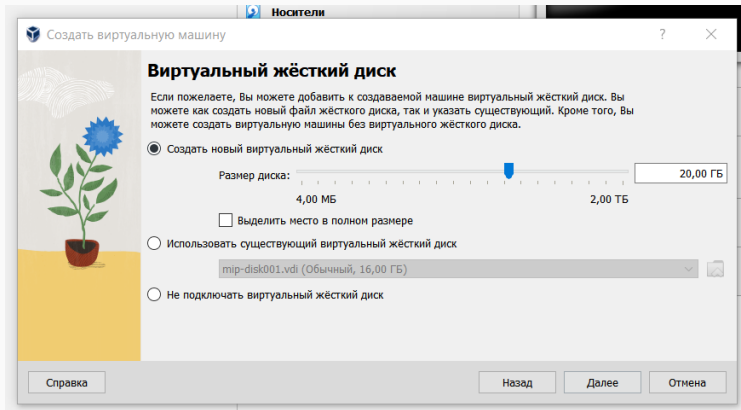 Носители
Создать виртуальную машину
?
Виртуальный жёсткий диск
Если пожелаете, Вы можете добавить к создаваемой машине виртуальный жёсткий диск. Вы
можете как создать новый файл жёсткого диска, так и указать существующий. Кроме того, Вы
можете создать виртуальную машины без виртуального жёсткого диска.
Создать новый виртуальный жёсткий диск
Размер диска:
20,00 ГБ
4,00 МБ
2,00 ТБ
Выделить место в полном размере
Использовать существующий виртуальный жёсткий диск
mip-disk001.vdi (Обычный, 16,00 ГБ)
Не подключать виртуальный жёсткий диск
Справка
Назад
Далее
Отмена